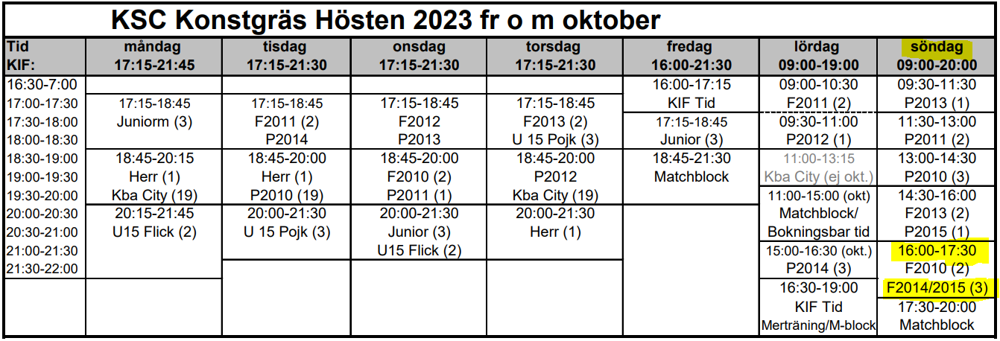 KSC Konstgräs Hösten 2023 fr o m oktober
Tid måndag tisdag onsdag torsdag fredag lördag söndag
KIF: 17:15-21:45 17:15-21:30 17:15-21:30 17:15-21:30 16:00-21:30 09:00-19:00 09:00-20:00
16:30-7:00 16:00-17:15 09:00-10:30 09:30-11:30
17:00-17:30 17:15-18:45 17:15-18:45 17:15-18:45 17:15-18:45 KIF Tid F2011 (2) P2013 (1)
17:30-18:00 Juniorm (3) F2011 (2) F2012 F2013 (2) 17:15-18:45 09:30-11:00 11:30-13:00
18:00-18:30 P2014 P2013 U 15 Pojk (3) Junior (3) P2012 (1) P2011 (2)
18:30-19:00 18:45-20:15 18:45-20:00 18:45-20:00 18:45-20:00 18:45-21:30 11:00-13:15 13:00-14:30
19:00-19:30 Herr (1) Herr (1) F2010 (2) P2012 Matchblock Kba City (ej okt.) P2010 (3)
19:30-20:00 Kba City (19) P2010 (19) P2011 (1) Kba City (19) 11:00-15:00 (okt) 14:30-16:00
20:00-20:30 20:15-21:45 20:00-21:30 20:00-21:30 20:00-21:30 Matchblock/ F2013 (2)
20:30-21:00 U15 Flick (2) U 15 Pojk (3) Junior (3) Herr (1) Bokningsbar tid P2015 (1)
21:00-21:30 U15 Flick (2) 15:00-16:30 (okt.) 16:00-17:30
21:30-22:00 P2014 (3) F2010 (2)
16:30-19:00 F2014/2015 (3)
KIF Tid 17:30-20:00
Merträning/M-block Matchblock